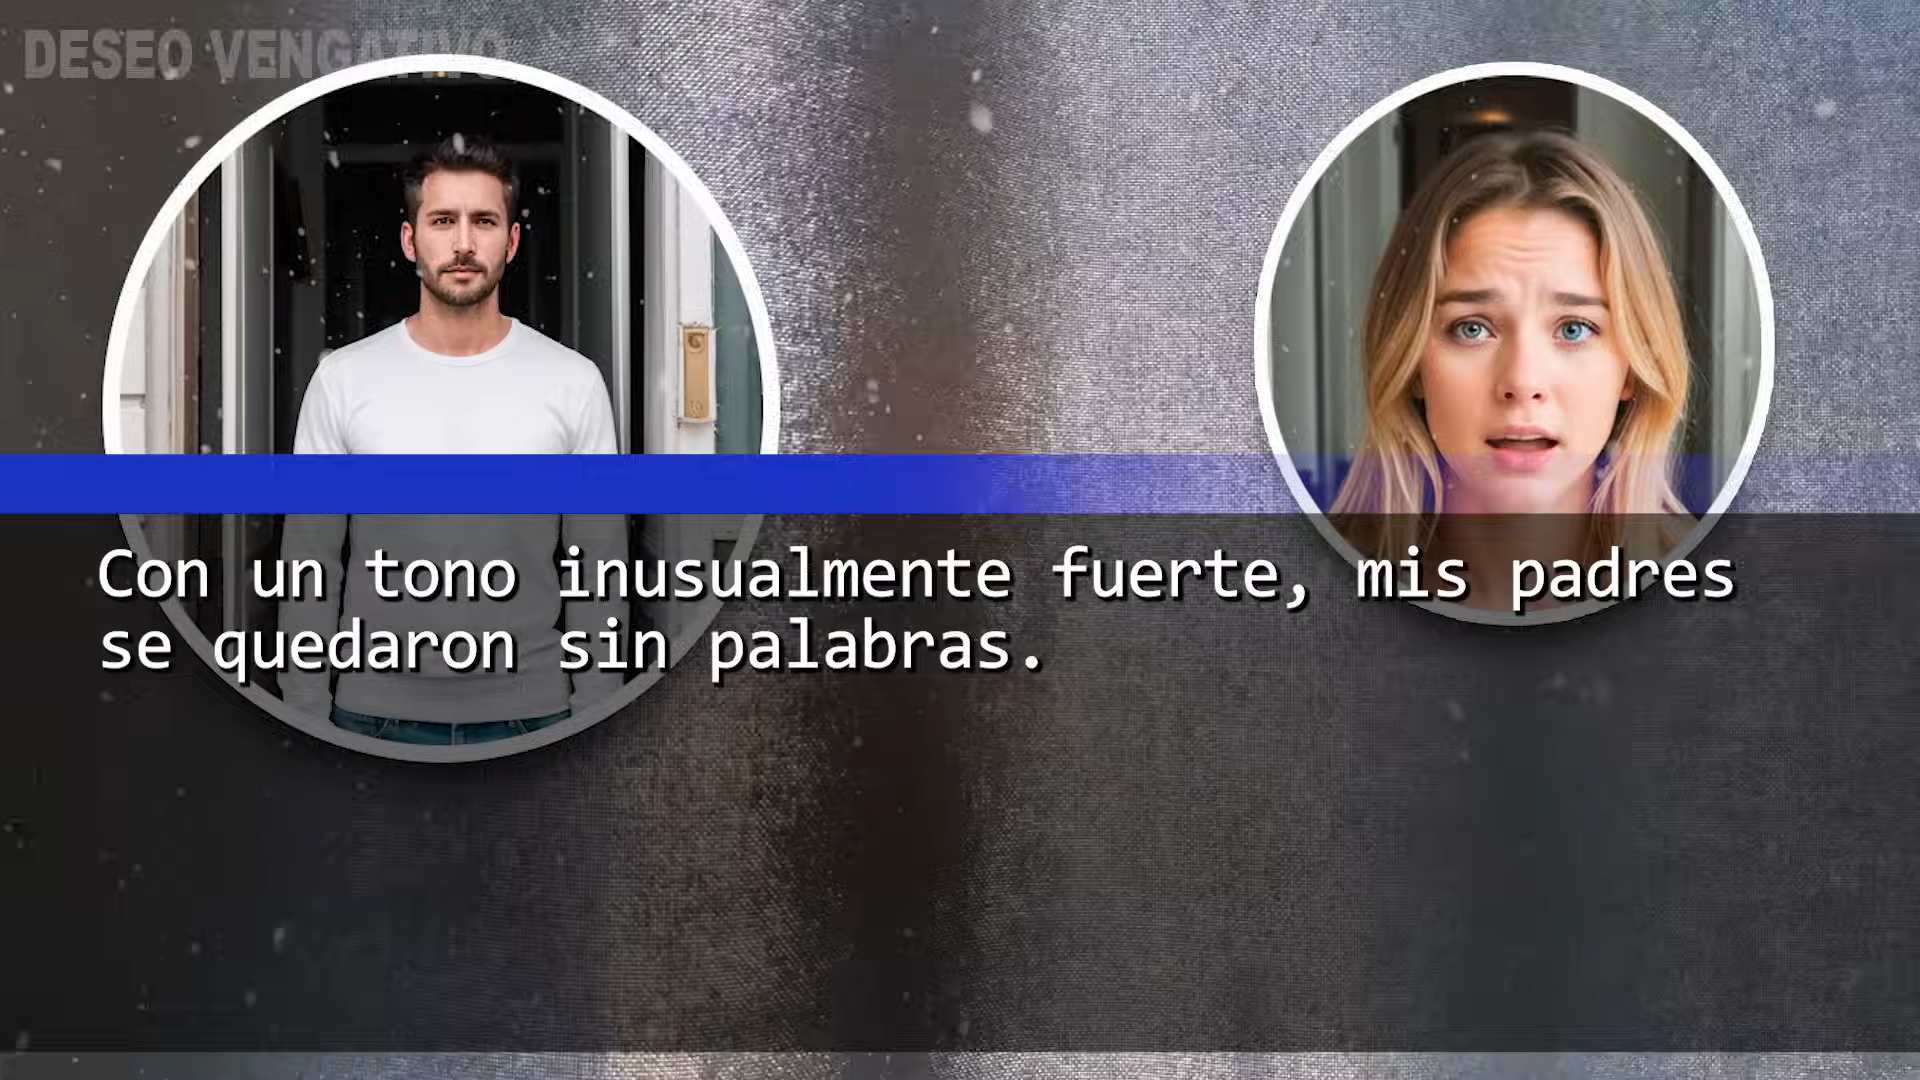 DESEO VENGATIVO
Con un tono inusualmente fuerte, mis padres
se quedaron sin palabras.